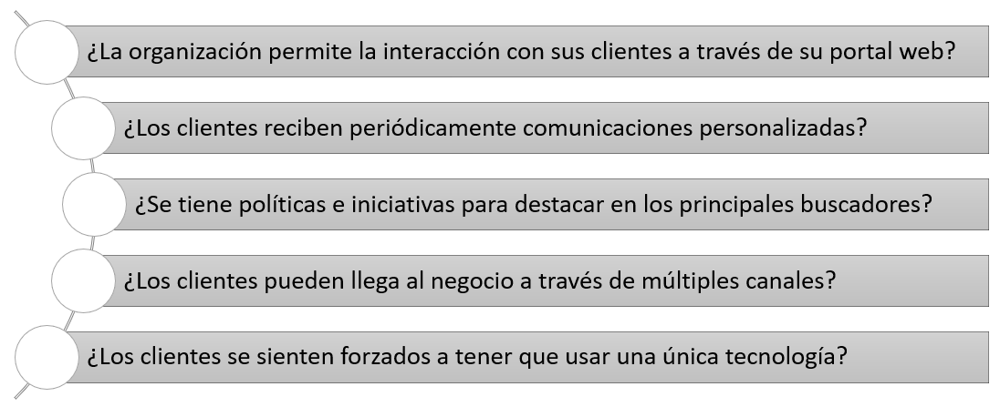 ¿La organización permite la interacción con sus clientes a través de su portal web?
¿Los clientes reciben periódicamente comunicaciones personalizadas?
¿Se tiene políticas e iniciativas para destacar en los principales buscadores?
¿Los clientes pueden llega al negocio a través de múltiples canales?
¿Los clientes se sienten forzados a tener que usar una única tecnología?